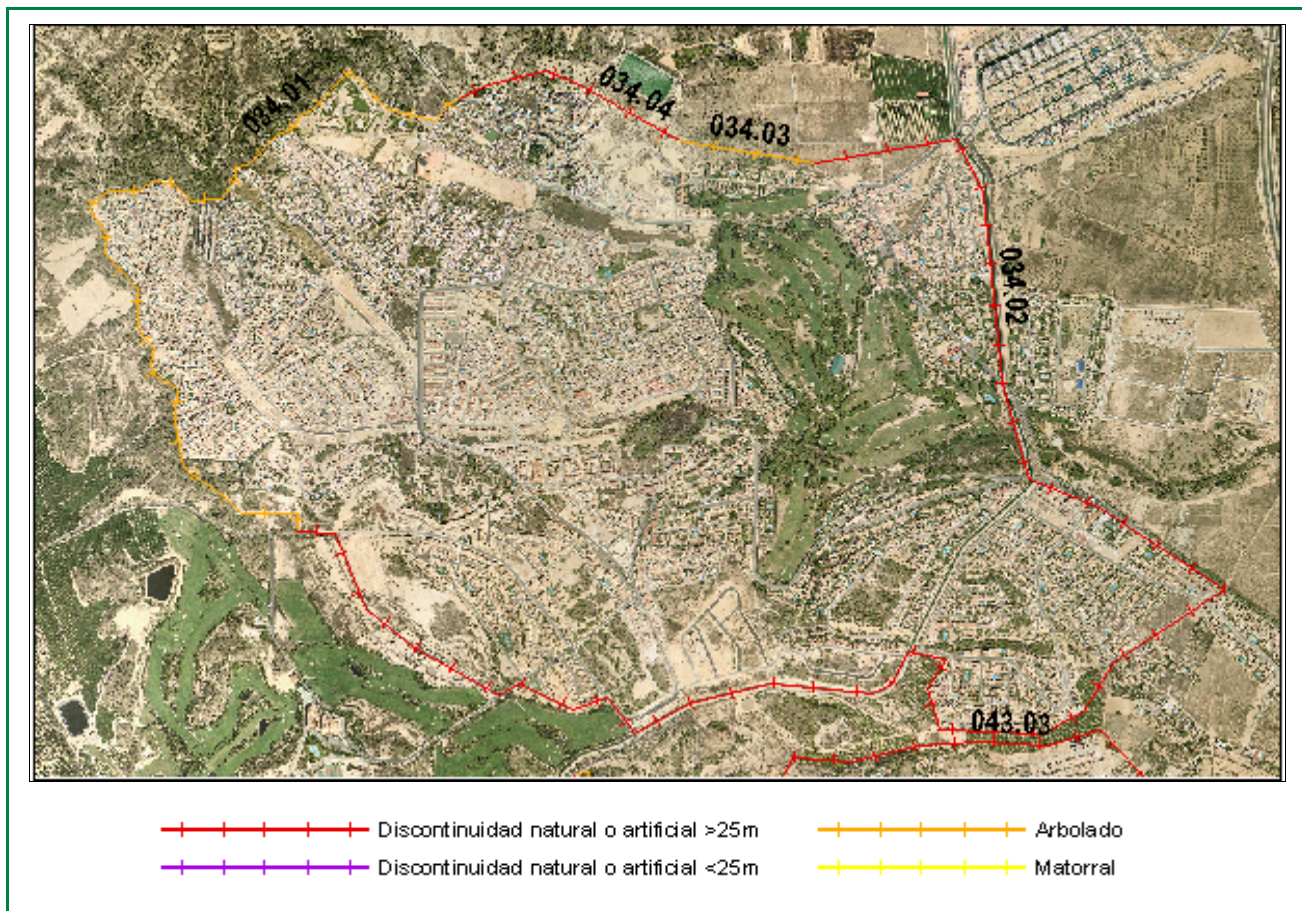 034.01
034.04
034.03
034.02
043.03
Discontinuidad natural o artificial >25m
Arbolado
Discontinuidad natural o artificial <25m
Matorral